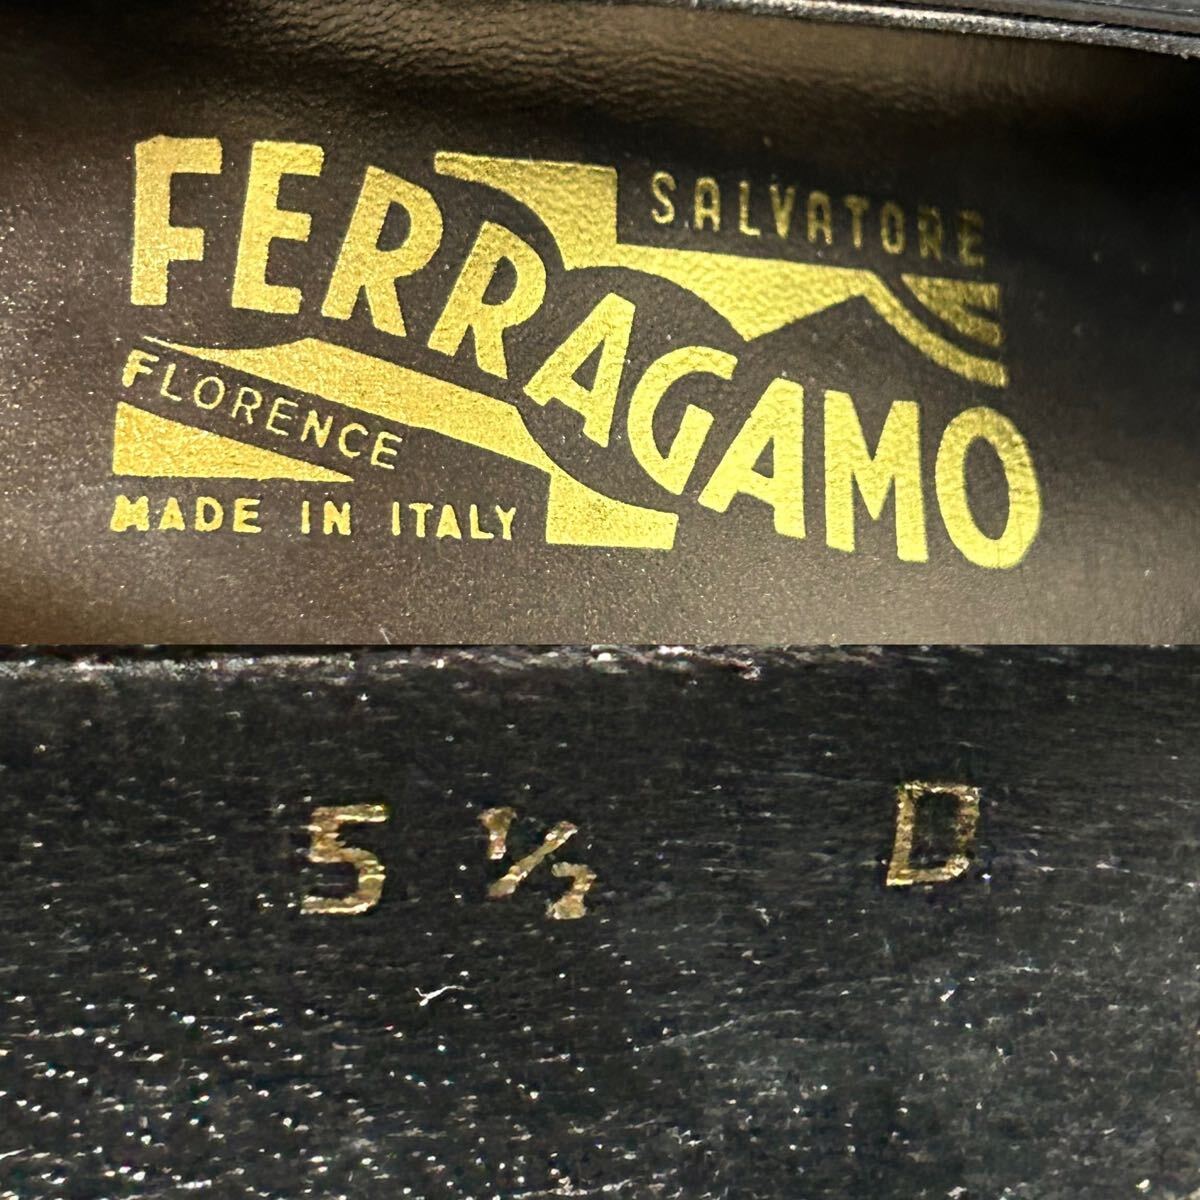 SALVATORE
FERRAGAMO
FLORENCE
MADE IN ITALY
5 ½ D